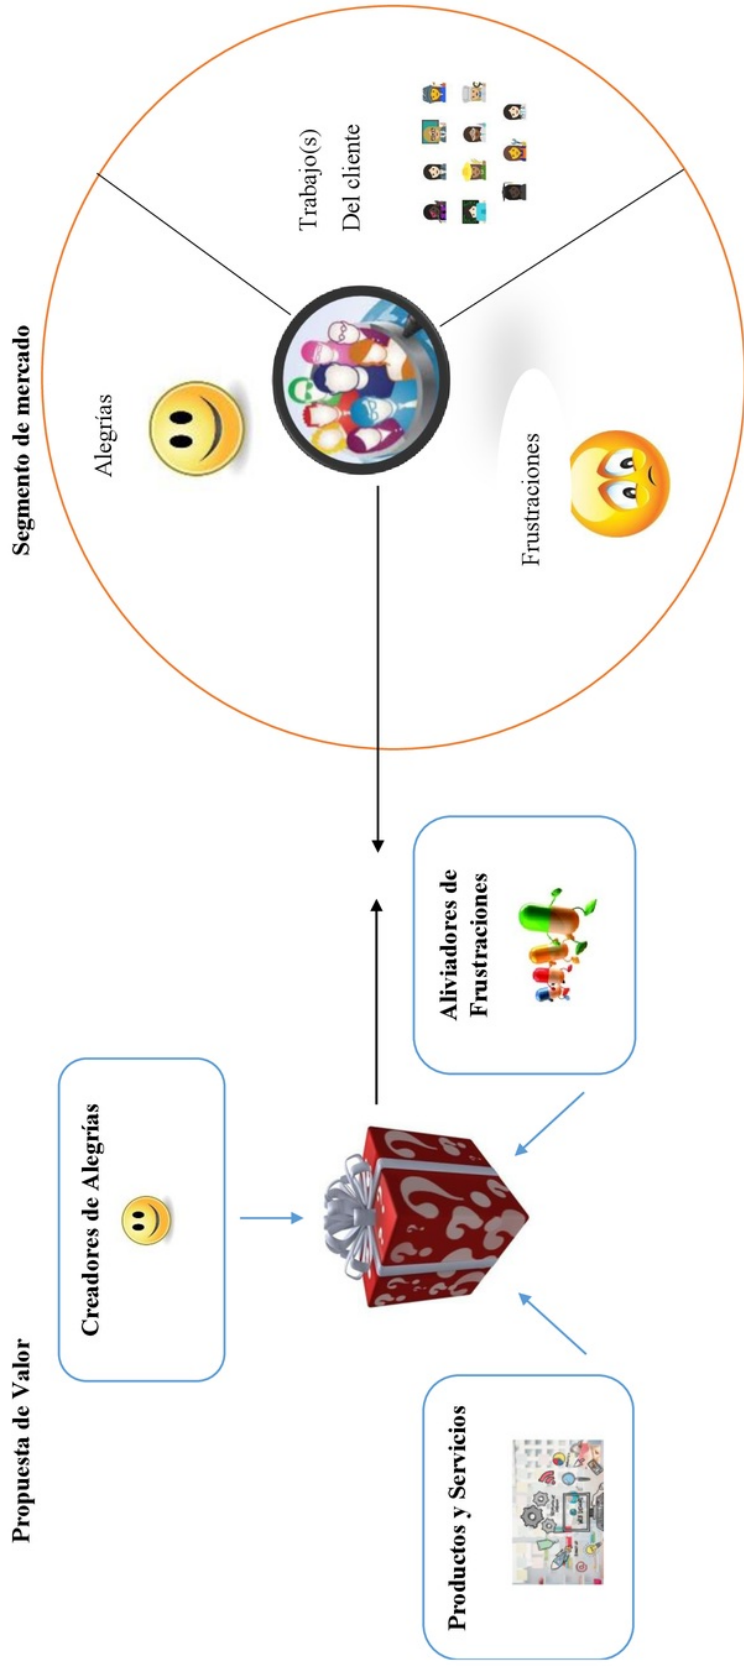 Propuesta de Valor
Segmento de mercado
Creadores de Alegrías
Productos y Servicios
Aliviadores de
Frustraciones
Alegrías
Trabajo(s)
Del cliente
Frustraciones